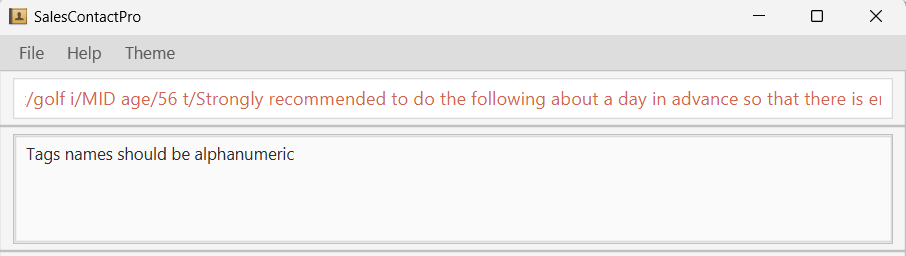 SalesContactPro
File Help Theme
/golf i/MID age/56 t/Strongly recommended to do the following about a day in advance so that there is
Tags names should be alphanumeric